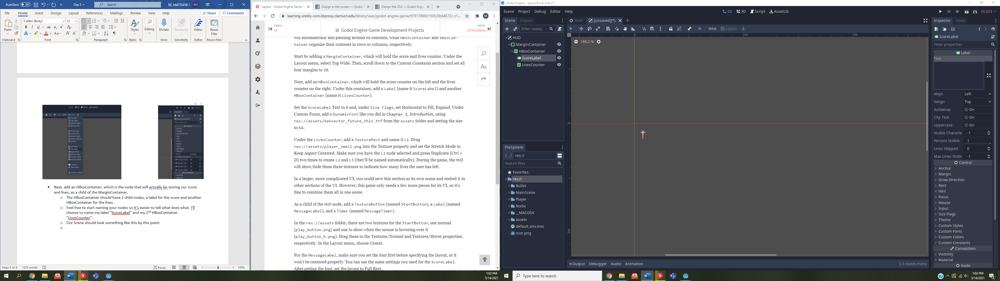 AutoSave Off
Day 5
Search
RE, MATTHEW J
RM
File
Home
Insert
Design
Layout
References
Mailings
Review
View
Help
Share
Comments
Paste
Calibri (Body)
12
Styles
Editing
Dictate
Sensitivity
Editor
Reuse Files
Clipboard
Font
Paragraph
Styles
Voice
Sensitivity
Editor
Reuse Files
Next, add an HBoxContainer, which is the node that will actually be storing our score
and lives, as a child of the MarginContainer.
The HBoxContainer should have 2 child nodes, a label for the score and another
HBoxContainer for the lives.
Feel free to start naming your nodes so it's easier to tell what does what. I'll
choose to name my label “ScoreLabel” and my 2nd HBoxContainer
“LivesCounter”.
Our Scene should look something like this by this point:
Page 5 of 8
1675 words
Focus
100%
Layout - Godot Engine Game D
Design a title screen — Godot
Design the GUI — Godot Engin
learning-oreilly-com.libproxy.clemson.edu/library/view/godot-engine-game/9781788831505/0b64672c-c1...
PREV
UI
Godot Engine Game Development Projects
NEXT
UI functions
will automatically add padding around its contents, while HBoxContainer and VBoxCon-
tainer organize their contents in rows or columns, respectively.
Start by adding a MarginContainer, which will hold the score and lives counter. Under the
Layout menu, select Top Wide. Then, scroll down to the Custom Constants section and set all
four margins to 20.
Next, add an HBoxContainer, which will hold the score counter on the left and the lives
counter on the right. Under this container, add a Label (name it ScoreLabel) and another
HBoxContainer (name it LivesCounter).
Set the ScoreLabel Text to 0 and, under Size Flags, set Horizontal to Fill, Expand. Under
Custom Fonts, add a DynamicFont like you did in Chapter 1, Introduction, using
res://assets/kenvector_future_thin.ttf from the assets folder and setting the size
to 64.
Under the LivesCounter, add a TextureRect and name it L1. Drag
res://assets/player_small.png into the Texture property and set the Stretch Mode to
Keep Aspect Centered. Make sure you have the L1 node selected and press Duplicate (Ctrl +
D) two times to create L2 and L3 (they'll be named automatically). During the game, the HUD
will show/hide these three textures to indicate how many lives the user has left.
In a larger, more complicated UI, you could save this section as its own scene and embed it in
other sections of the UI. However, this game only needs a few more pieces for its UI, so it's
fine to combine them all in one scene.
As a child of the HUD node, add a TextureButton (named StartButton), a Label (named
MessageLabel), and a Timer (named MessageTimer).
In the res://assets folder, there are two textures for the StartButton, one normal
(play_button.png) and one to show when the mouse is hovering over it
(play_button_h.png). Drag these to the Textures/Normal and Textures/Hover properties,
respectively. In the Layout menu, choose Center.
For the MessageLabel, make sure you set the font first before specifying the layout, or it
won't be centered properly. You can use the same settings you used for the ScoreLabel.
After setting the font, set the layout to Full Rect.
1:02 PM
5/14/2021
Godot Engine - Space Rocks Full (*)
Scene
Project
Debug
Editor
Help
2D
3D
Script
AssetLib
GLES3
Scene
Import
Filter nodes
HUD
MarginContainer
HBoxContainer
ScoreLabel
LivesCounter
FileSystem
res://
Search files
Favorites:
res://
Bullet
MainScene
Player
Rocks
__MACOSX
assets
default_env.tres
icon.png
Main
[unsaved](*)
View
Layout
168.2 %
0
250
500
0
250
Output
Debugger
Audio
Animation
3.3.stable.mono
Inspector
Node
ScoreLabel
Filter properties
Label
Text
Align
Left
Valign
Top
Autowrap
On
Clip Text
On
Uppercase
On
Visible Characte
-1
Percent Visible
1
Lines Skipped
0
Max Lines Visibl
-1
Control
Anchor
Margin
Grow Direction
Rect
Hint
Focus
Mouse
Input
Size Flags
Theme
Custom Styles
Custom Fonts
Custom Colors
Custom Constants
CanvasItem
Visibility
Material
Node
Type here to search
1:02 PM
5/14/2021